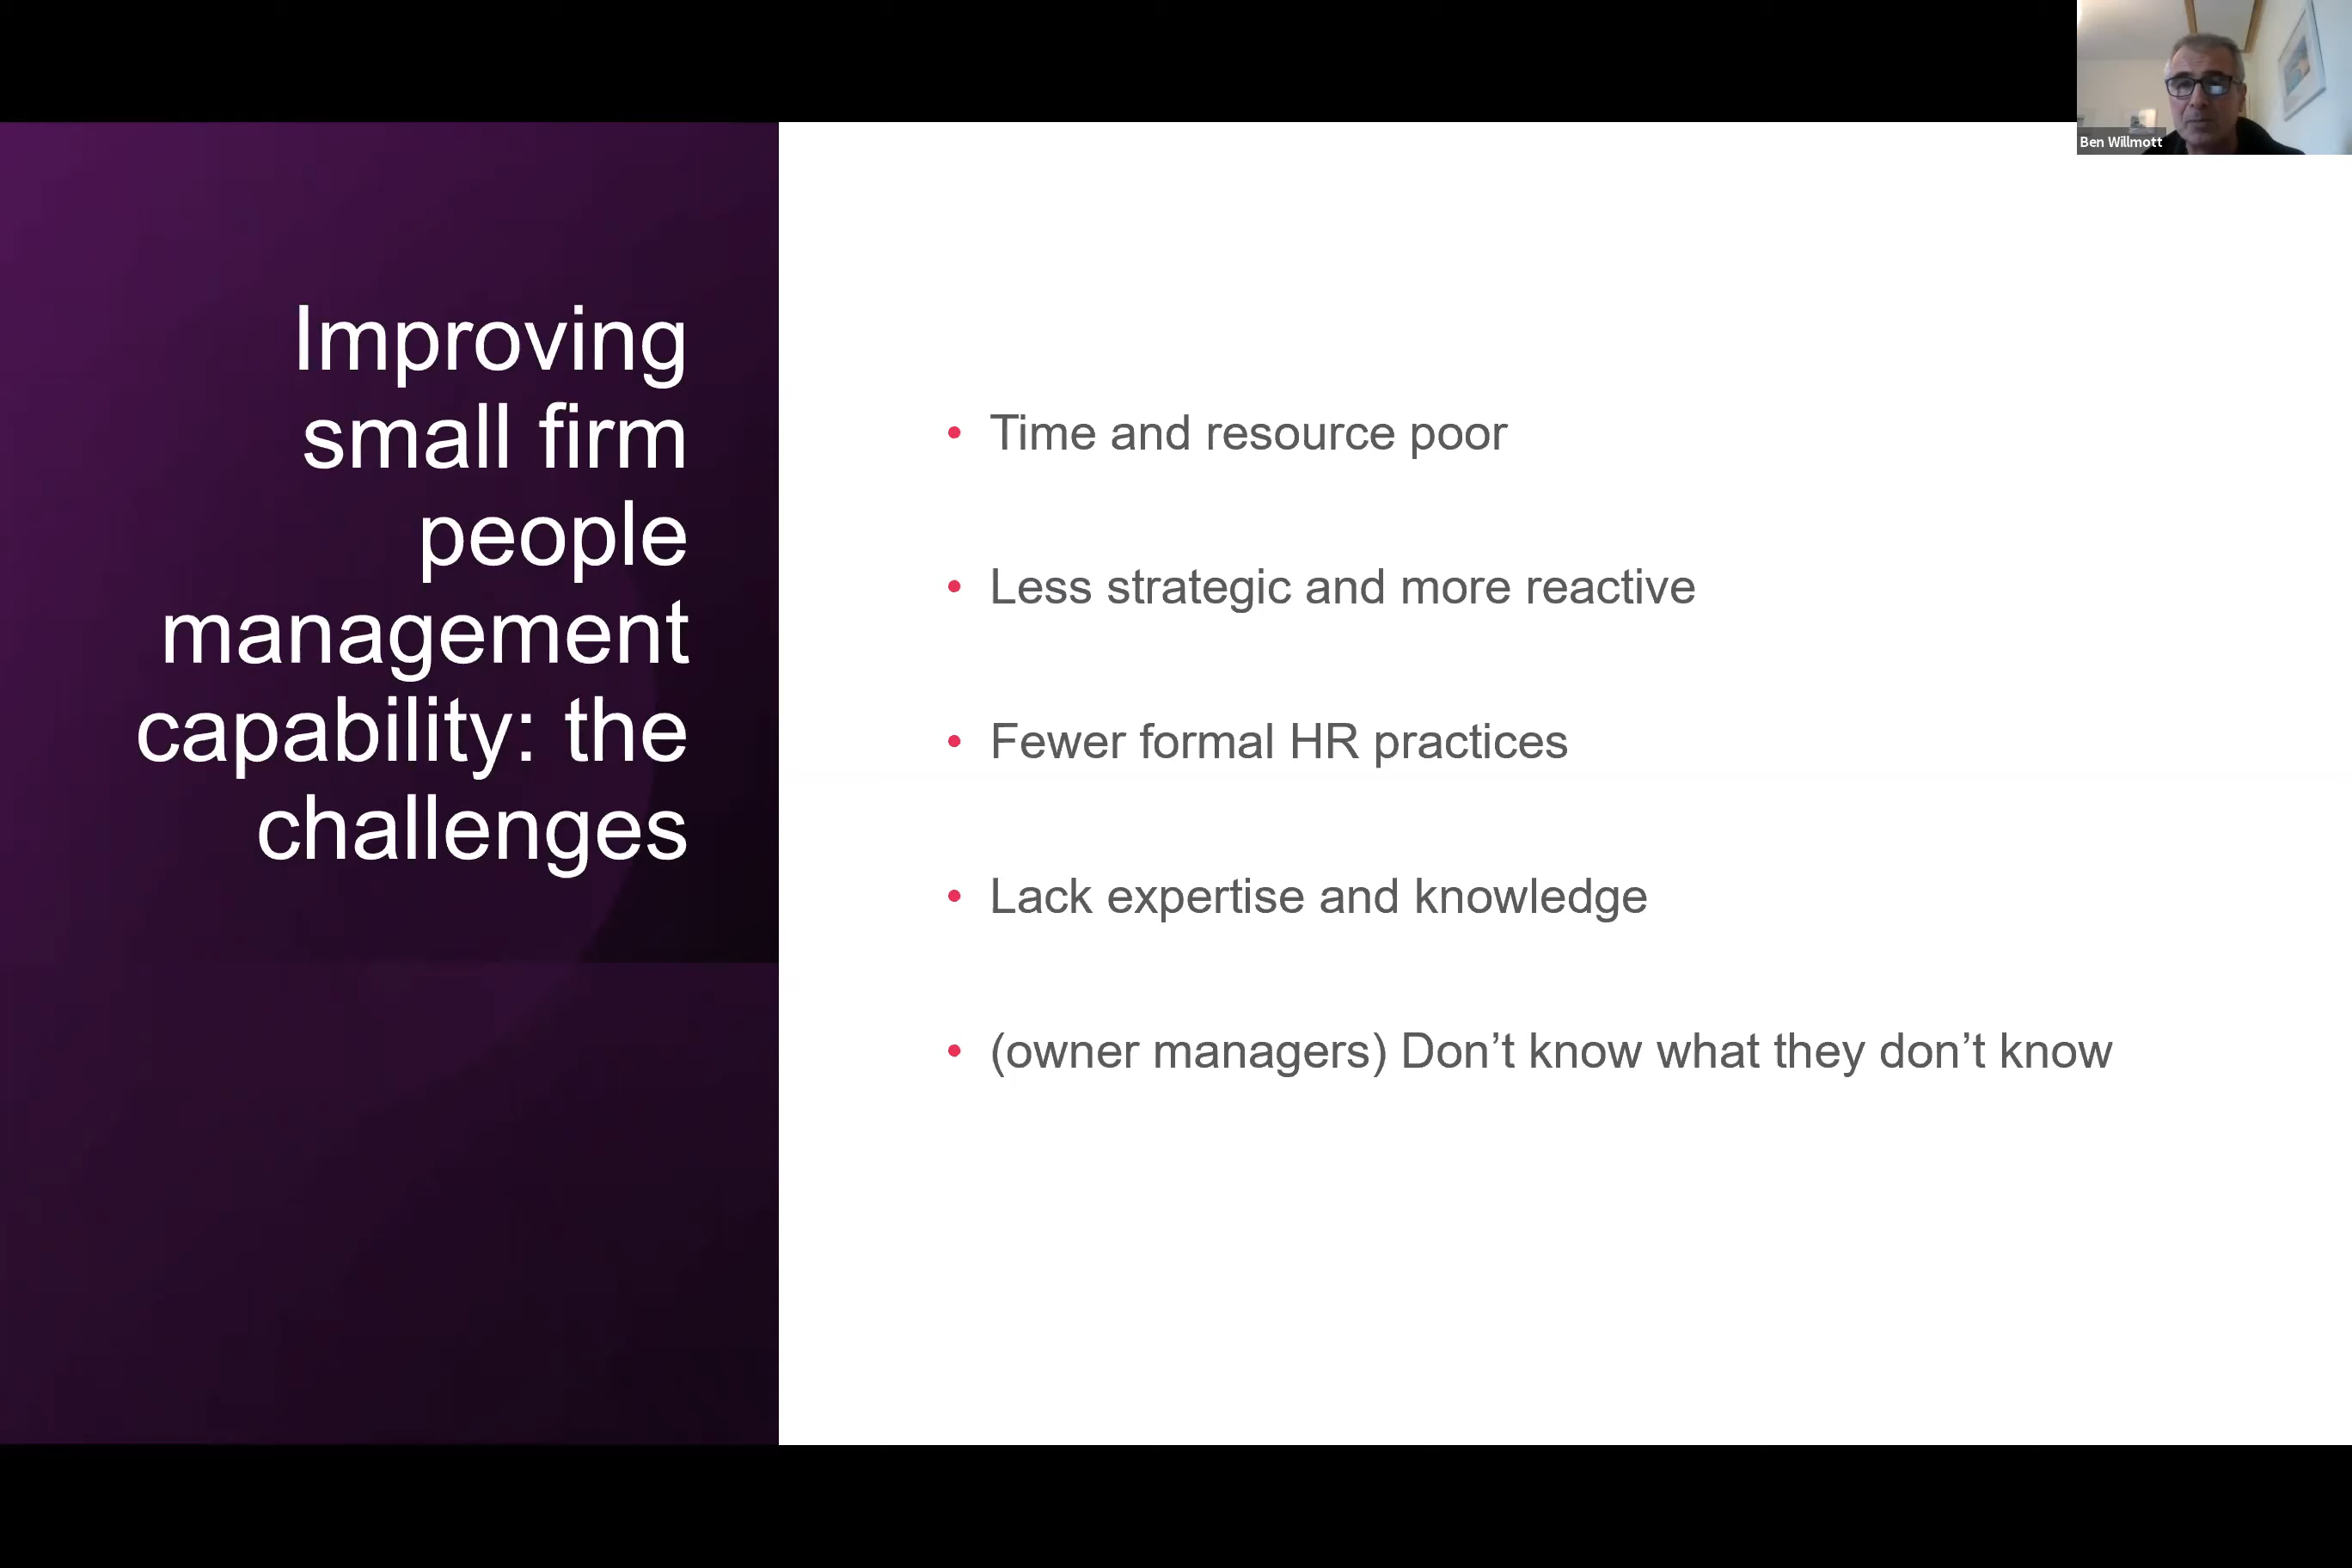 Improving
small firm
people
management
capability: the
challenges
• Time and resource poor
• Less strategic and more reactive
• Fewer formal HR practices
• Lack expertise and knowledge
• (owner managers) Don’t know what they don’t know
Ben Willmott